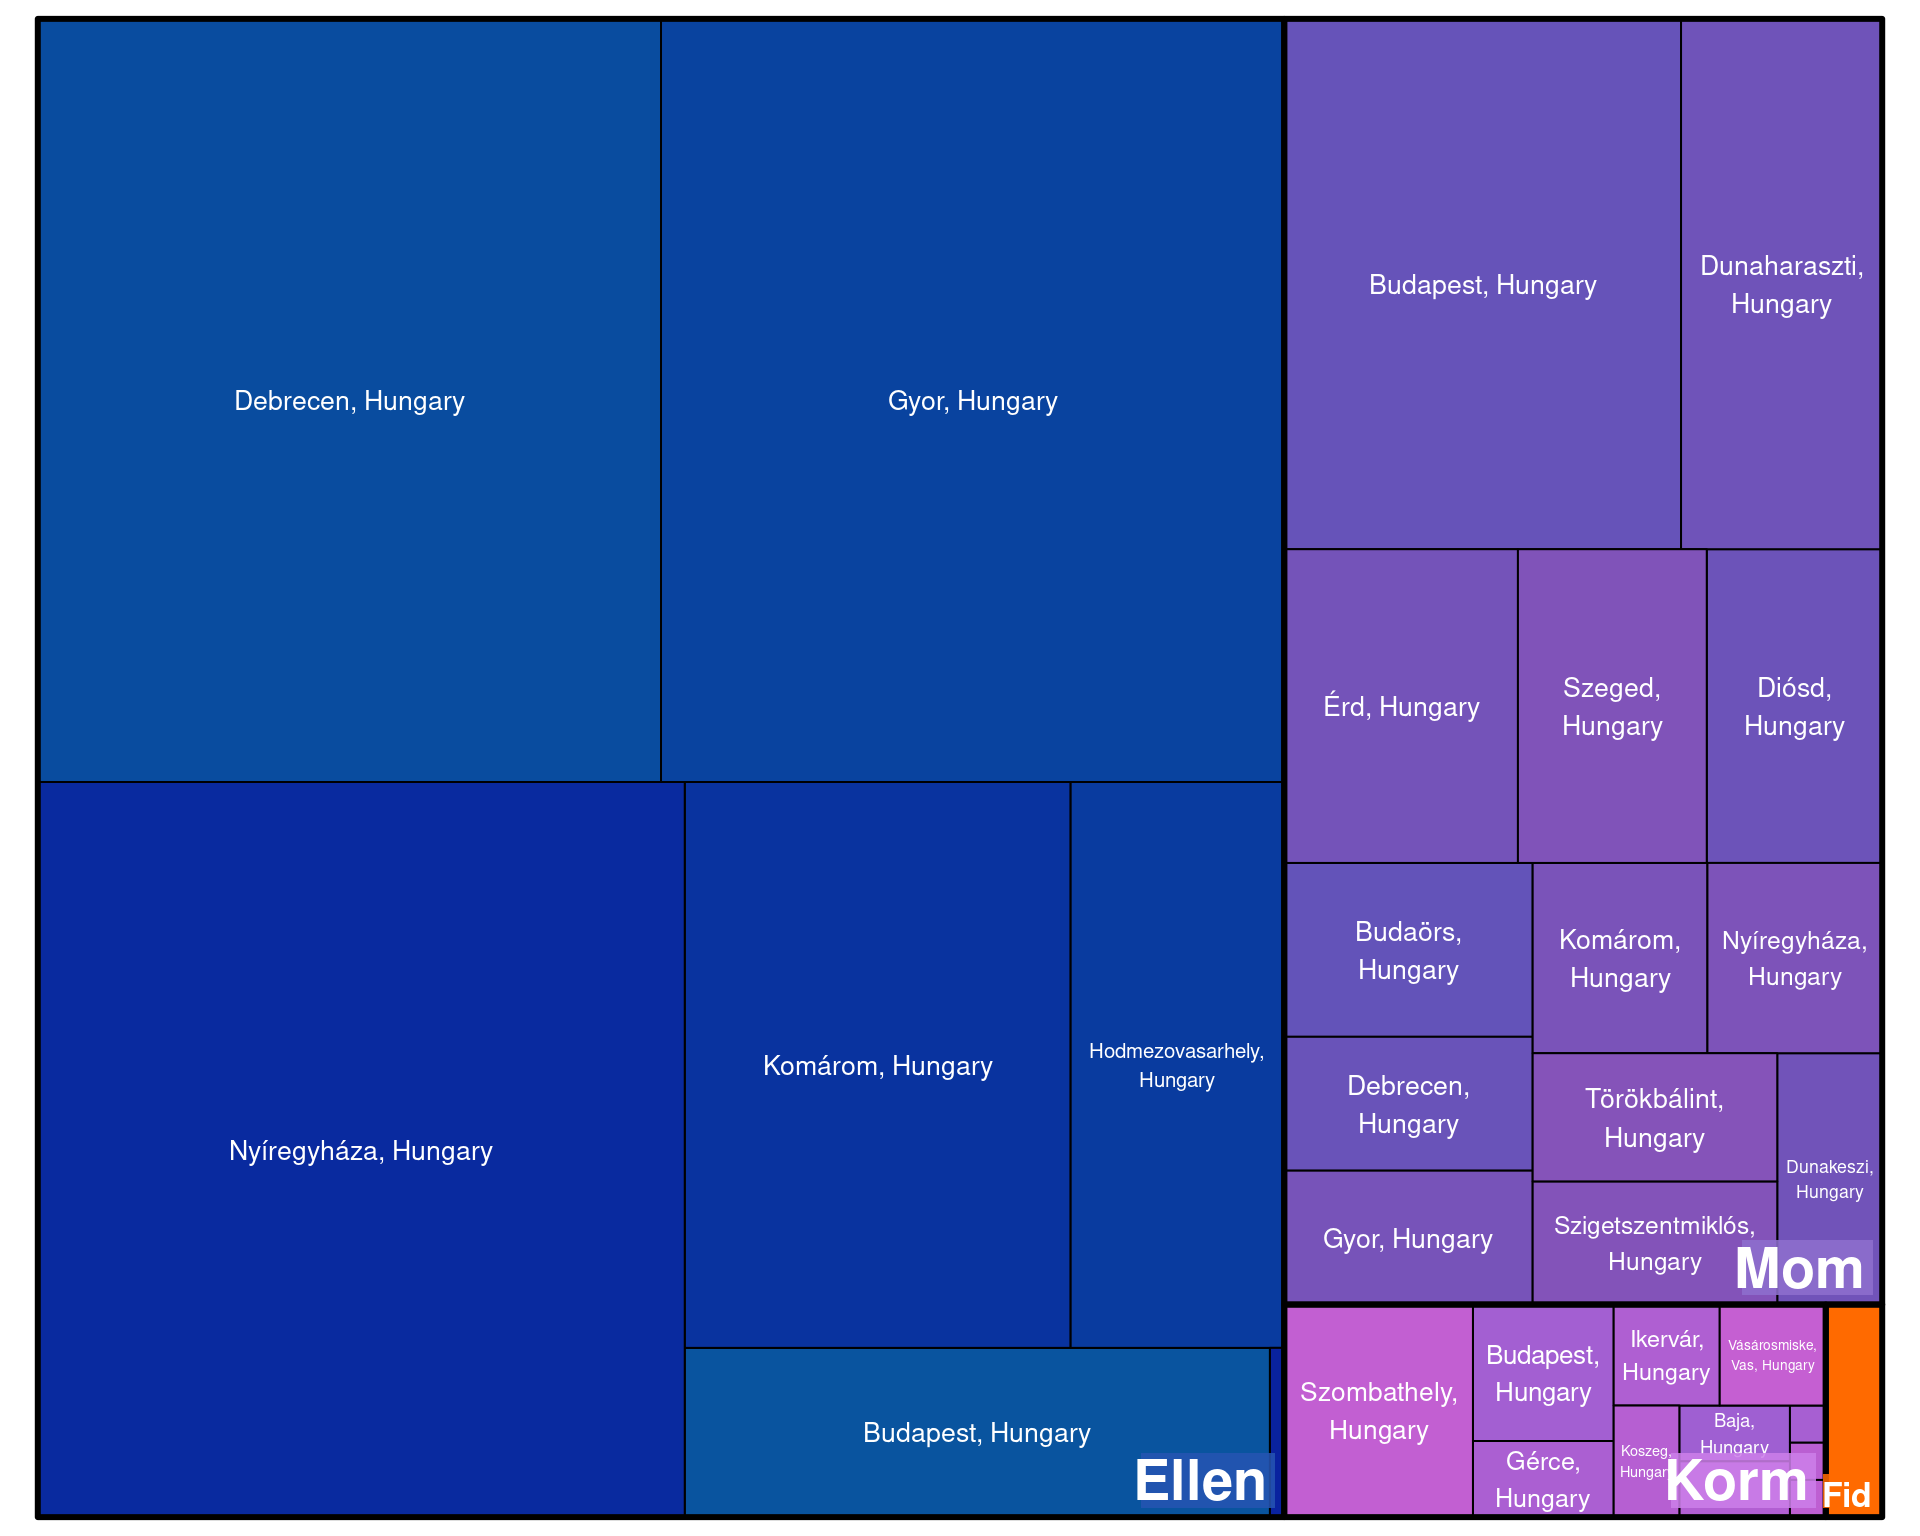 Debrecen, Hungary
Gyor, Hungary
Nyíregyháza, Hungary
Komárom, Hungary
Hodmezovasarhely,
Hungary
Budapest, Hungary
Ellen
Budapest, Hungary
Dunaharaszti,
Hungary
Érd, Hungary
Szeged,
Hungary
Diósd,
Hungary
Budaörs,
Hungary
Komárom,
Hungary
Nyíregyháza,
Hungary
Debrecen,
Hungary
Törökbálint,
Hungary
Dunakeszi,
Hungary
Gyor, Hungary
Szigetszentmiklós,
Hungary
Mom
Szombathely,
Hungary
Budapest,
Hungary
Gérce,
Hungary
Ikervár,
Hungary
Vásárosmiske,
Vas, Hungary
Koszeg,
Hungary
Baja,
Hungary
Korm
Fid